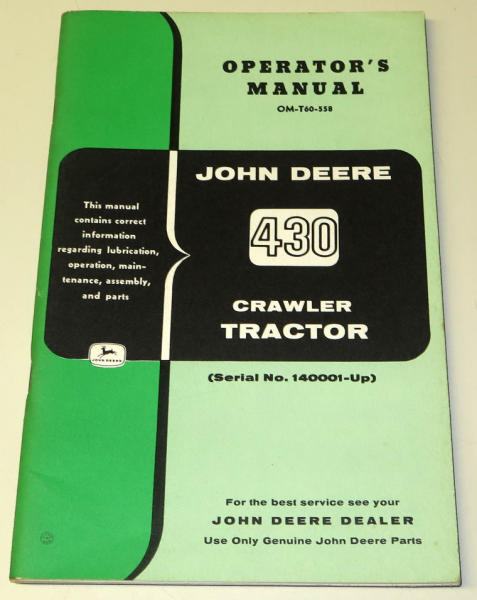 OPERATOR'S
MANUAL
OM-T60-558
JOHN DEERE
430
CRAWLER
TRACTOR
(Serial No. 140001-Up)
This manual
contains correct
information
regarding lubrication,
operation, main-
tenance, assembly,
and parts
JOHN DEERE
For the best service see your
JOHN DEERE DEALER
Use Only Genuine John Deere Parts